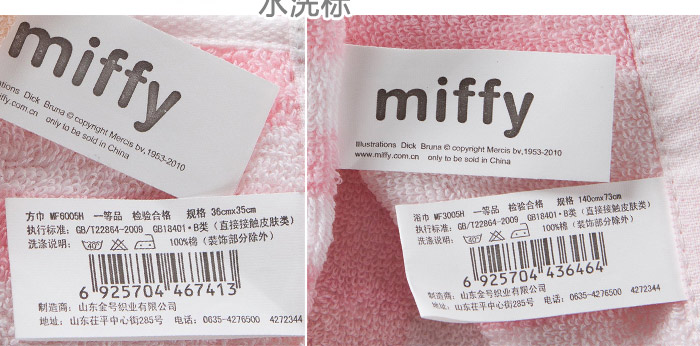 水洗标
miffy
rations Dick Bruna © copyright Mercis bv, 1953-2010
.cn only to be sold in China
方巾 MF6005H 一等品 检验合格 规格 36cmx35cm
执行标准: GB/T22864-2009 GB18401·B类 (直接接触皮肤类)
洗涤说明: 40° 100%棉 (装饰部分除外)
6 925704 467413
制造商: 山东金号织业有限公司
地址: 山东茌平中心街285号 电话: 0635-4276500 4272344
miffy
Illustrations Dick Bruna © copyright Mercis bv, 1953-2010
www.miffy.com.cn only to be sold in China
浴巾 MF3005H 一等品 检验合格 规格 140cmx73cm
执行标准: GB/T22864-2009 GB18401·B类 (直接接触皮肤类)
洗涤说明: 40° 100%棉 (装饰部分除外)
6 925704 436464
制造商: 山东金号织业有限公司
地址: 山东茌平中心街285号 电话: 0635-4276500 4272344